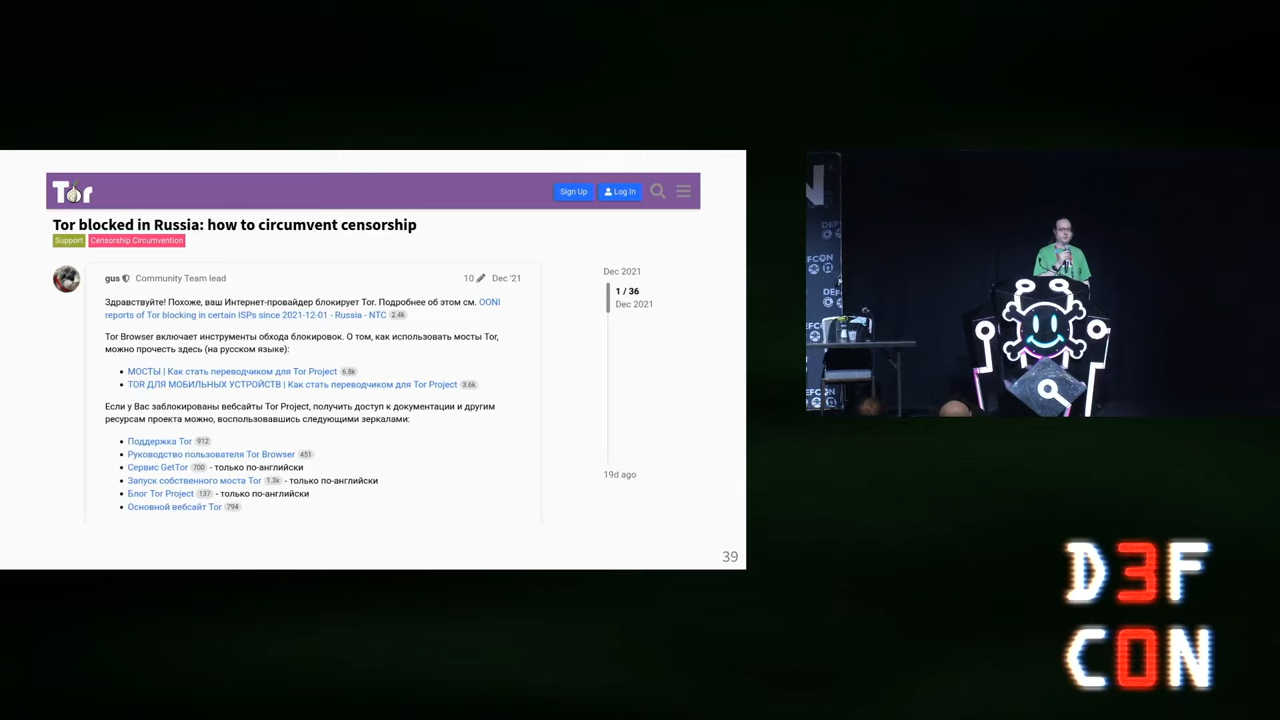 Tor
Sign Up
Log In
Tor blocked in Russia: how to circumvent censorship
Support
Censorship Circumvention
gus Community Team lead
10
Dec '21
Здравствуйте! Похоже, ваш Интернет-провайдер блокирует Tor. Подробнее об этом см. OONI
reports of Tor blocking in certain ISPs since 2021-12-01 - Russia - NTC 2.4k
Tor Browser включает инструменты обхода блокировок. О том, как использовать мосты Tor,
можно прочесть здесь (на русском языке):
• МОСТЫ | Как стать переводчиком для Tor Project 6.8k
• TOR ДЛЯ МОБИЛЬНЫХ УСТРОЙСТВ | Как стать переводчиком для Tor Project 3.6k
Если у Вас заблокированы вебсайты Tor Project, получить доступ к документации и другим
ресурсам проекта можно, воспользовавшись следующими зеркалами:
• Поддержка Tor 912
• Руководство пользователя Tor Browser 451
• Сервис GetTor 700 - только по-английски
• Запуск собственного моста Tor 1.3k - только по-английски
• Блог Tor Project 137 - только по-английски
• Основной вебсайт Tor 794
Dec 2021
1 / 36
Dec 2021
19d ago
39
D3F
C0N